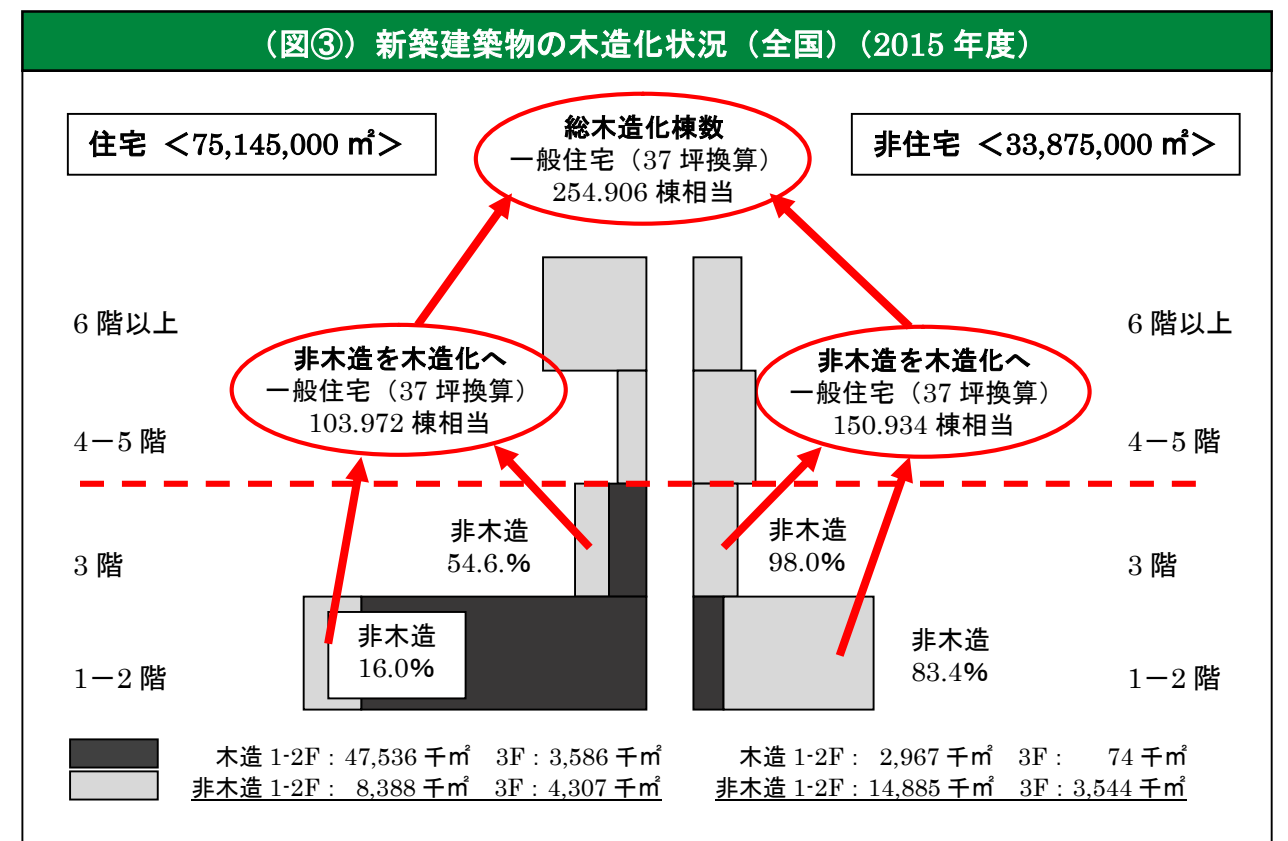 （図③）新築建築物の木造化状況（全国）（2015 年度）
住宅 ＜75,145,000 ㎡＞
総木造化棟数
一般住宅（37 坪換算）
254.906 棟相当
非住宅 ＜33,875,000 ㎡＞
6 階以上
6 階以上
非木造を木造化へ
一般住宅（37 坪換算）
103.972 棟相当
非木造を木造化へ
一般住宅（37 坪換算）
150.934 棟相当
4－5 階
4－5 階
3 階
非木造
54.6.%
非木造
98.0%
3 階
1－2 階
非木造
16.0%
非木造
83.4%
1－2 階
木造 1-2F : 47,536 千㎡ 3F : 3,586 千㎡
木造 1-2F : 2,967 千㎡ 3F : 74 千㎡
非木造 1-2F : 8,388 千㎡ 3F : 4,307 千㎡
非木造 1-2F : 14,885 千㎡ 3F : 3,544 千㎡